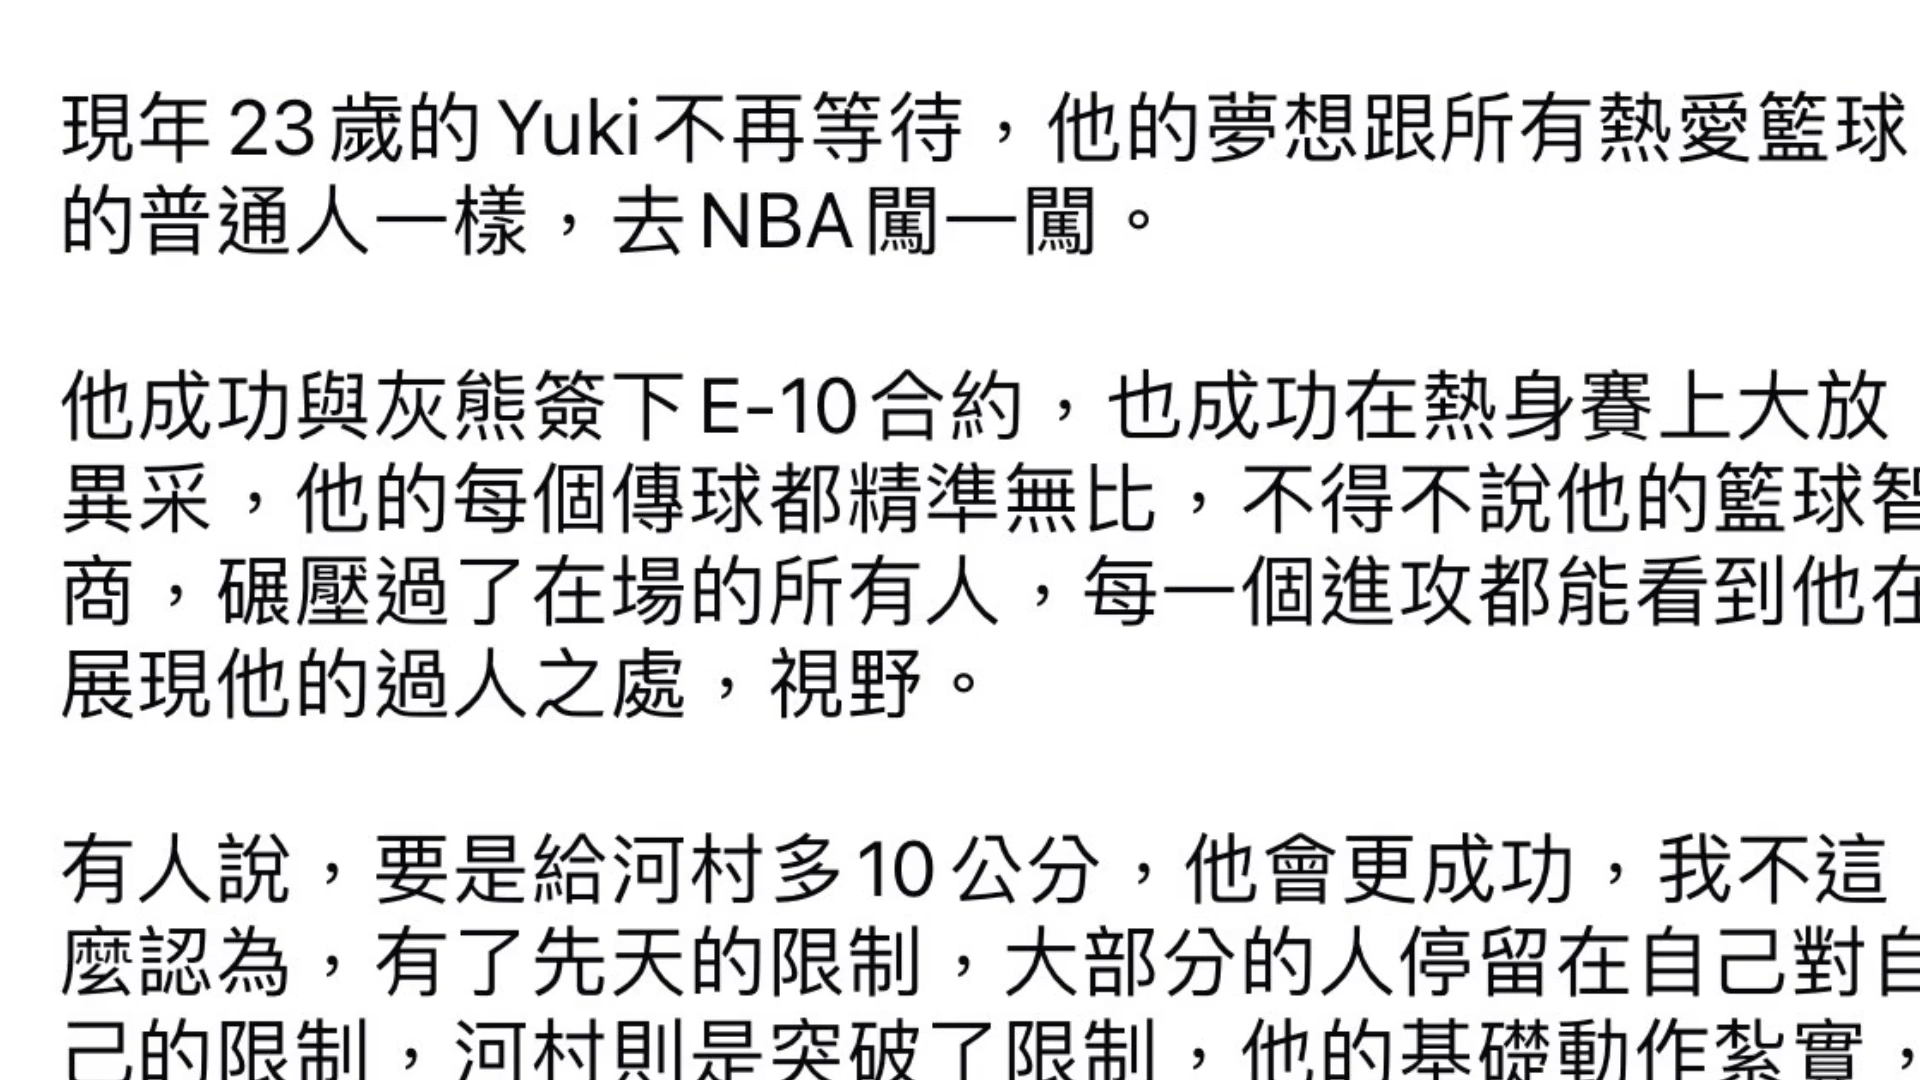 現年23歲的Yuki不再等待，他的夢想跟所有熱愛籃球
的普通人一樣，去NBA闖一闖。
他成功與灰熊簽下E-10合約，也成功在熱身賽上大放
異采，他的每個傳球都精準無比，不得不說他的籃球智
商，碾壓過了在場的所有人，每一個進攻都能看到他在
展現他的過人之處，視野。
有人說，要是給河村多10公分，他會更成功，我不這
麼認為，有了先天的限制，大部分的人停留在自己對自
己的限制，河村則是突破了限制，他的基礎動作紮實，